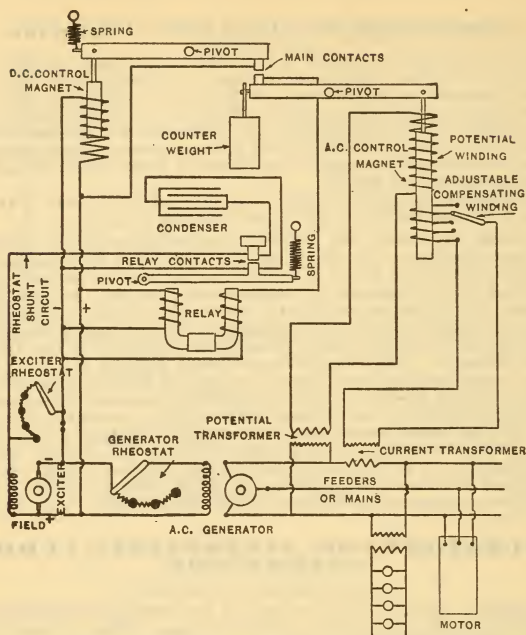 SPRING
PIVOT
MAIN CONTACTS
D.C. CONTROL
MAGNET
PIVOT
COUNTER
WEIGHT
A.C. CONTROL
MAGNET
POTENTIAL
WINDING
ADJUSTABLE
COMPENSATING
WINDING
CONDENSER
RELAY CONTACTS
SPRING
PIVOT
RHEOSTAT
SHUNT
CIRCUIT
- +
RELAY
EXCITER
RHEOSTAT
POTENTIAL
TRANSFORMER
GENERATOR
RHEOSTAT
CURRENT TRANSFORMER
-
EXCITER
FEEDERS
OR MAINS
FIELD +
A.C. GENERATOR
MOTOR